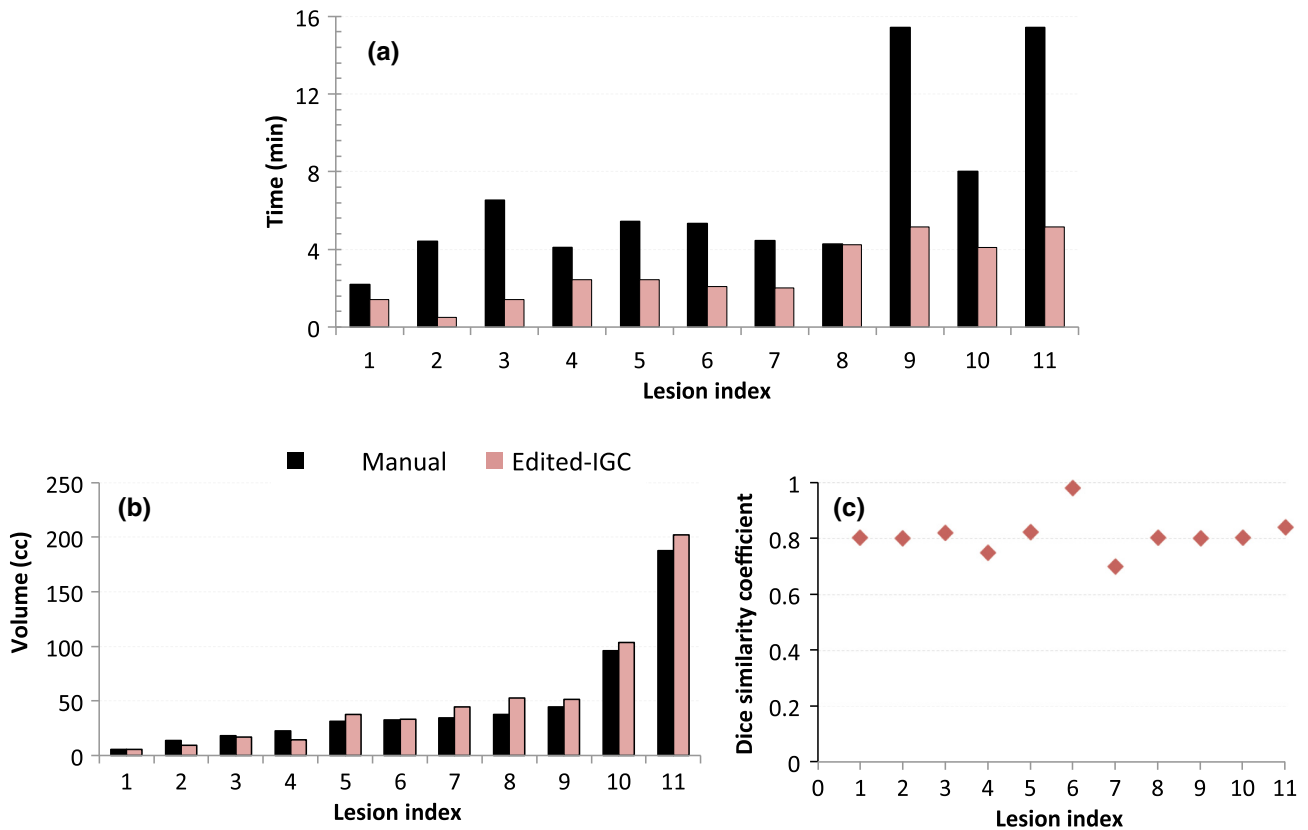 (a)
Time (min)
16
12
8
4
0
1 2 3 4 5 6 7 8 9 10 11
Lesion index
Manual Edited-IGC
(b)
Volume (cc)
250
200
150
100
50
0
1 2 3 4 5 6 7 8 9 10 11
Lesion index
(c)
Dice similarity coefficient
1
0.8
0.6
0.4
0.2
0
0 1 2 3 4 5 6 7 8 9 10 11
Lesion index